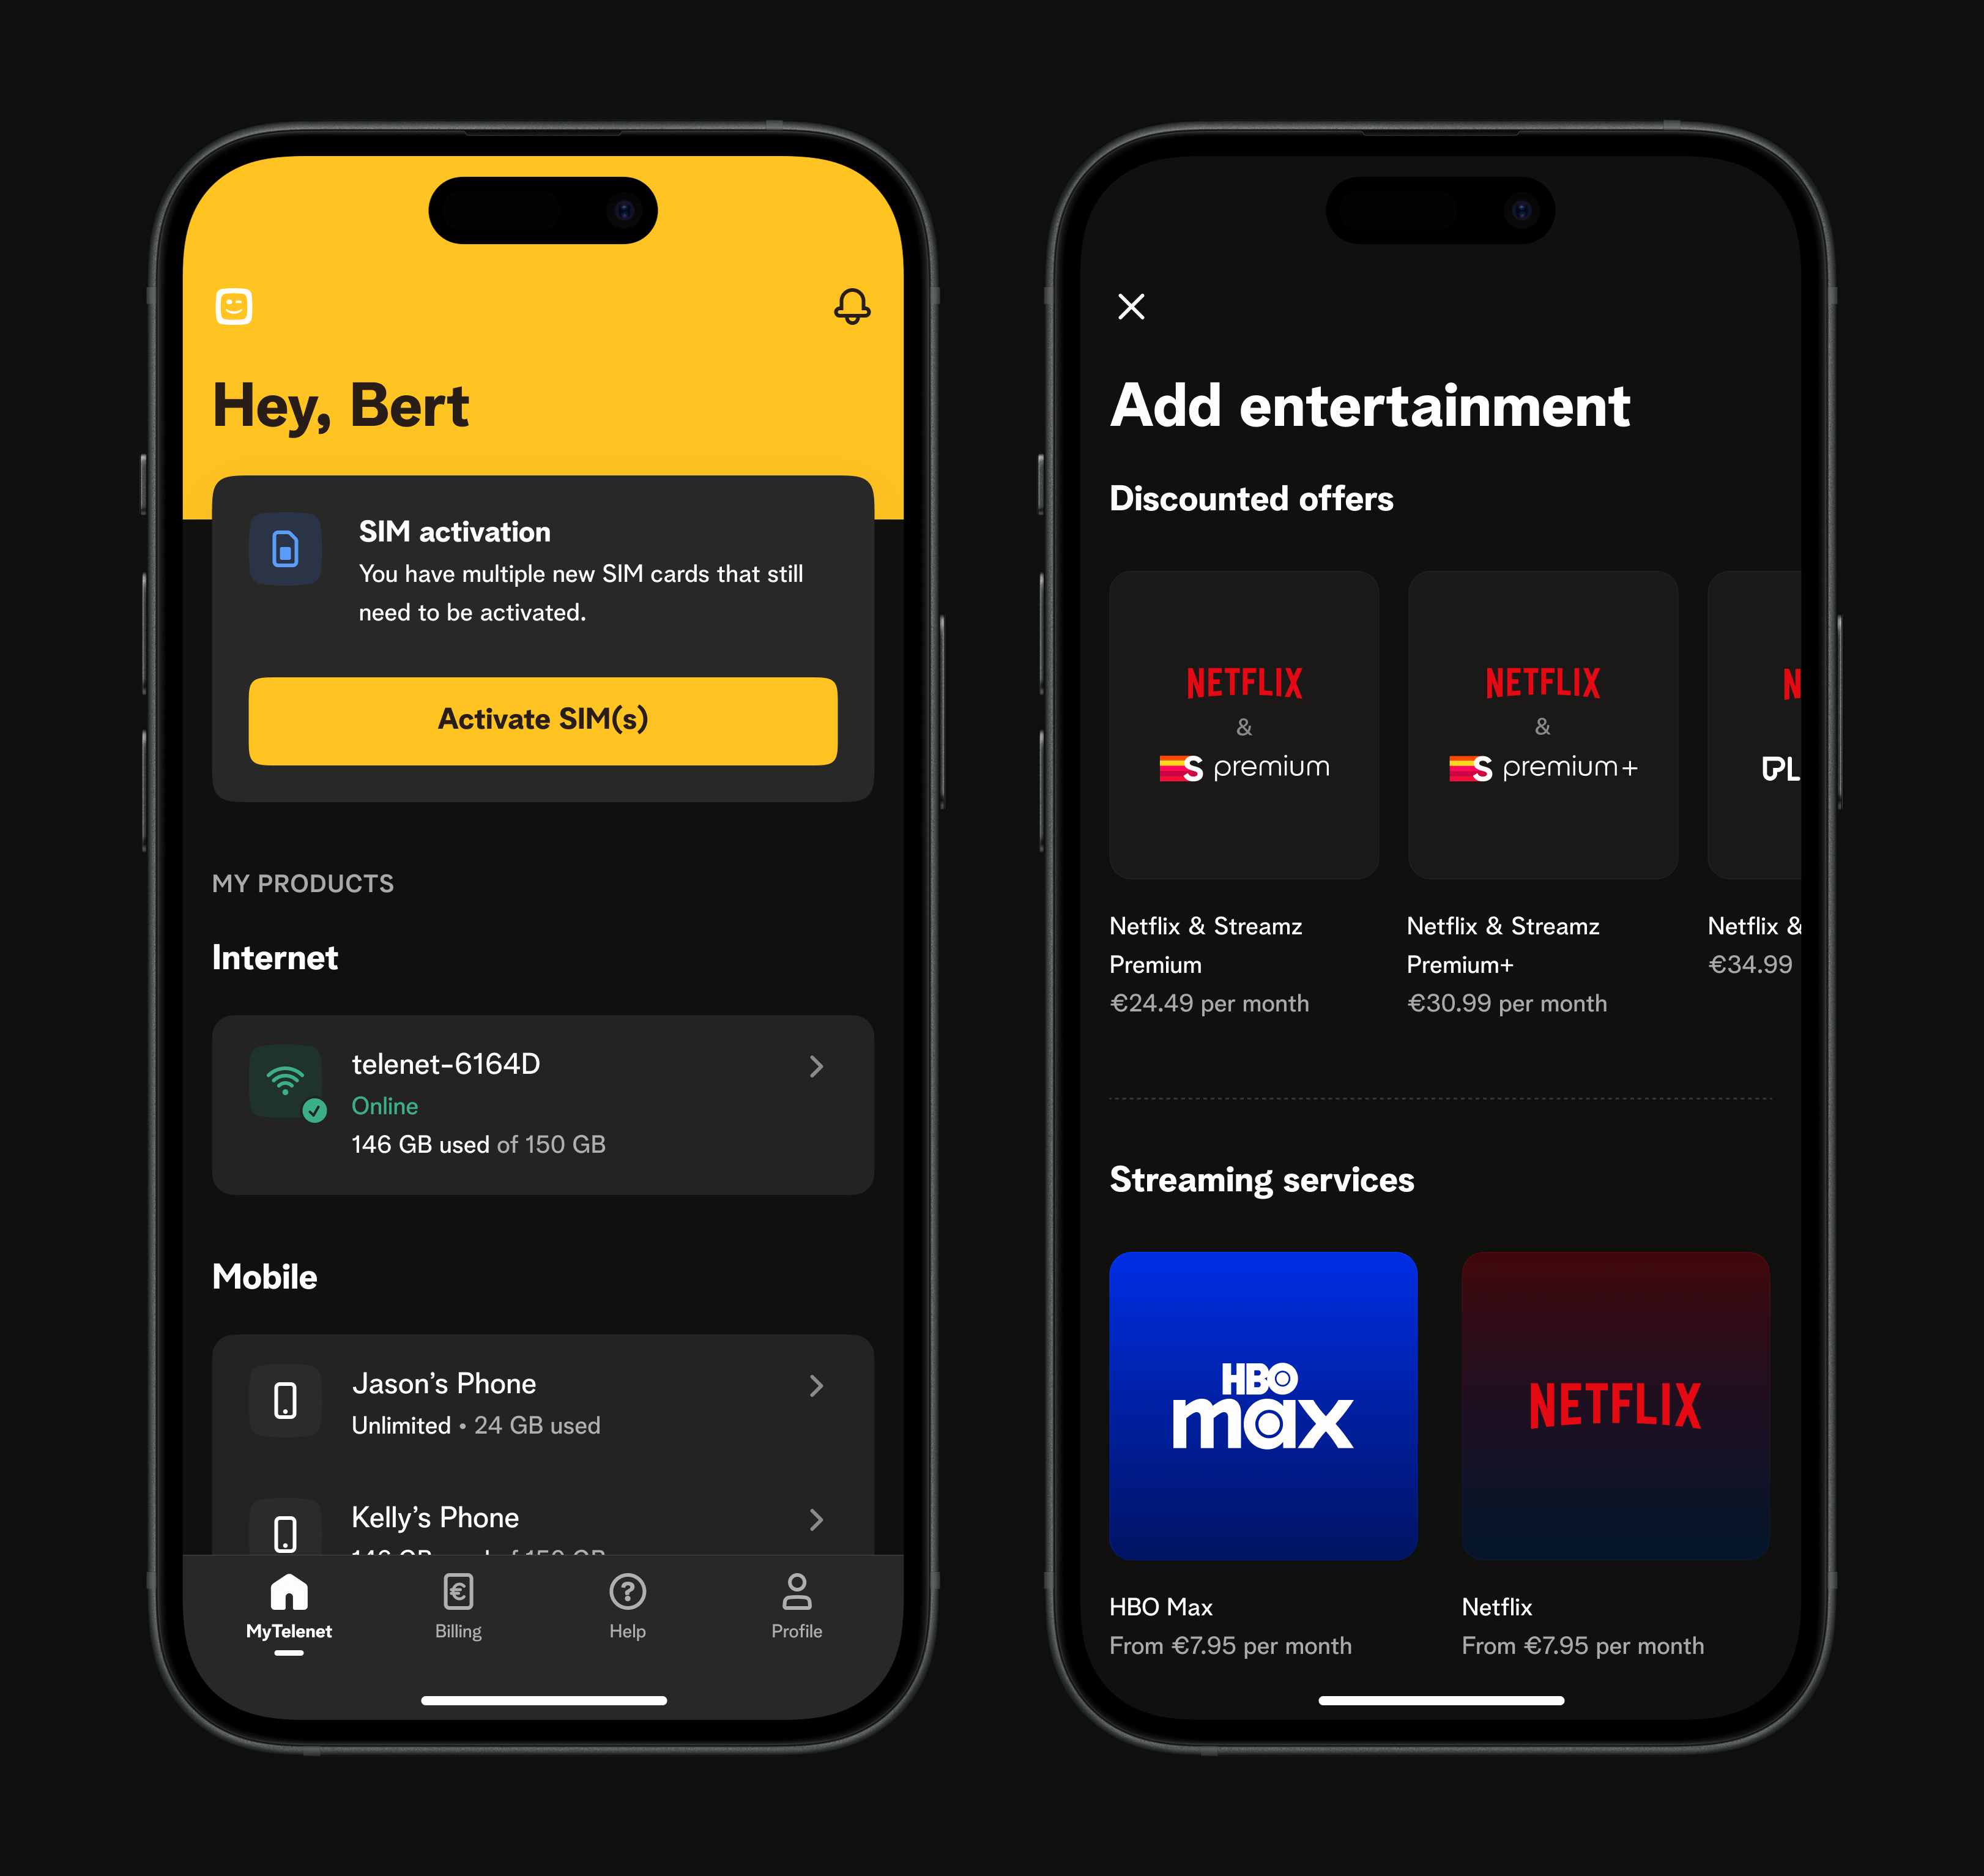 Hey, Bert
SIM activation
You have multiple new SIM cards that still
need to be activated.
Activate SIM(s)
MY PRODUCTS
Internet
telenet-6164D
Online
146 GB used of 150 GB
Mobile
Jason's Phone
Unlimited • 24 GB used
Kelly's Phone
MyTelenet
Billing
Help
Profile
Add entertainment
Discounted offers
NETFLIX
&
S premium
NETFLIX
&
S premium+
N
PL
Netflix & Streamz
Premium
€24.49 per month
Netflix & Streamz
Premium+
€30.99 per month
Netflix &
€34.99
Streaming services
HBO
max
NETFLIX
HBO Max
From €7.95 per month
Netflix
From €7.95 per month